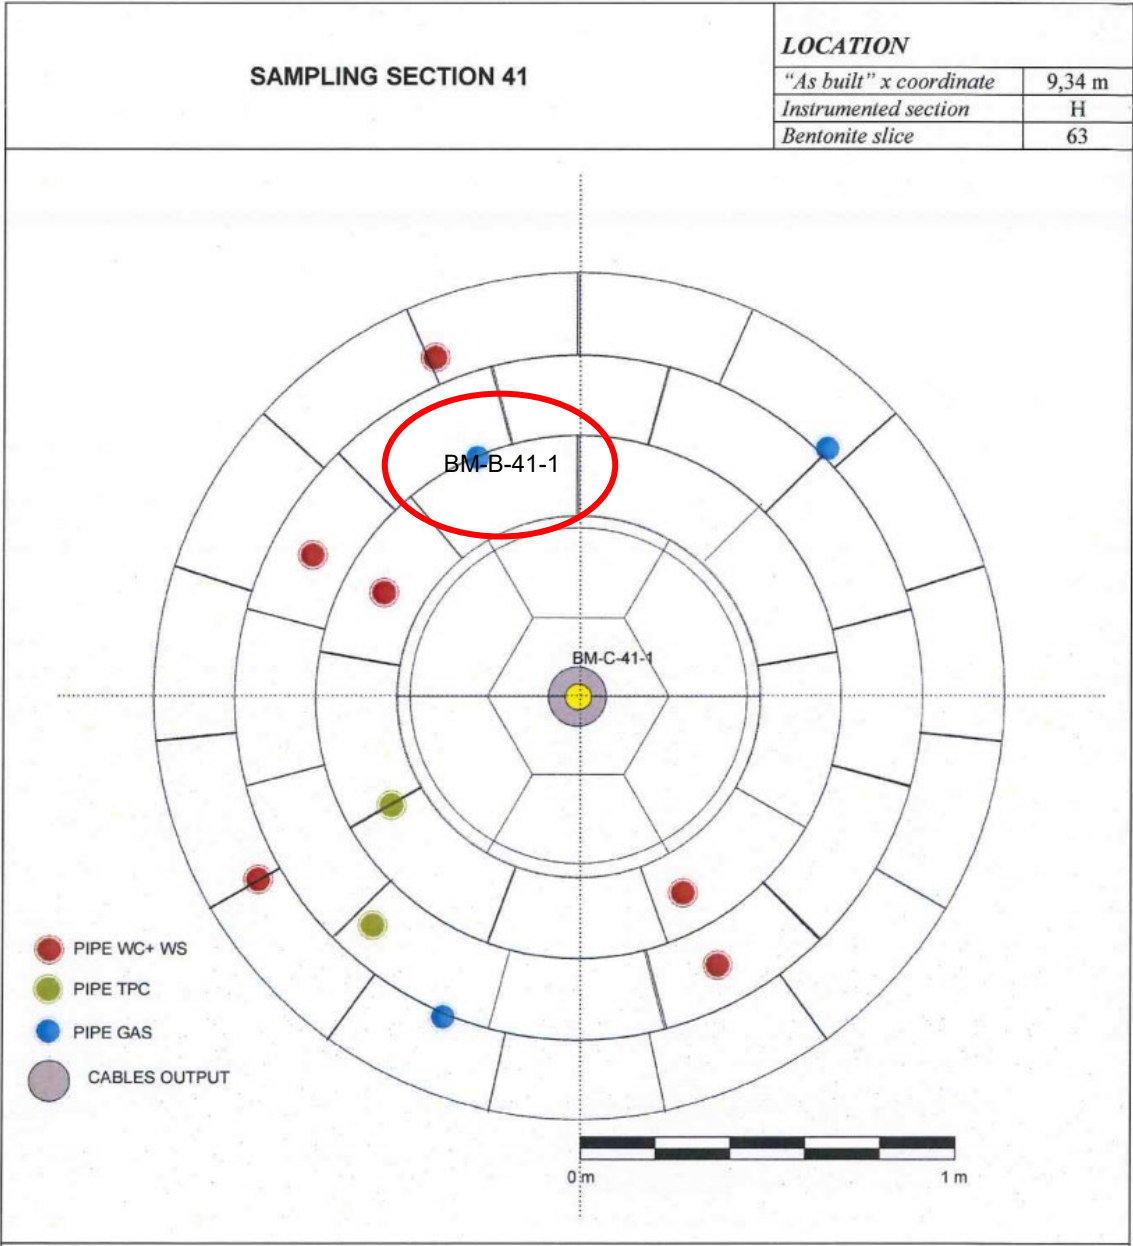 SAMPLING SECTION 41
LOCATION
"As built" x coordinate 9,34 m
Instrumented section H
Bentonite slice 63
BM-B-41-1
BM-C-41-1
PIPE WC+ WS
PIPE TPC
PIPE GAS
CABLES OUTPUT
0 m 1 m